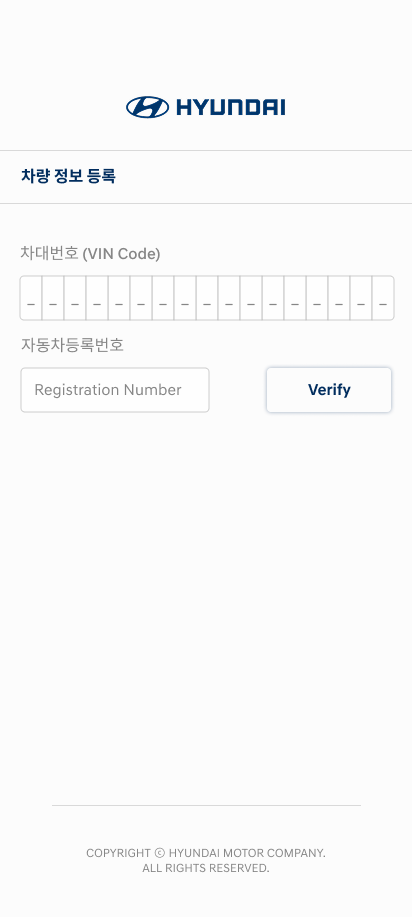 HYUNDAI
차량 정보 등록
차대번호 (VIN Code)
_ _ _ _ _ _ _ _ _ _ _ _ _ _ _ _ _
자동차등록번호
Registration Number
Verify
COPYRIGHT ⓒ HYUNDAI MOTOR COMPANY.
ALL RIGHTS RESERVED.